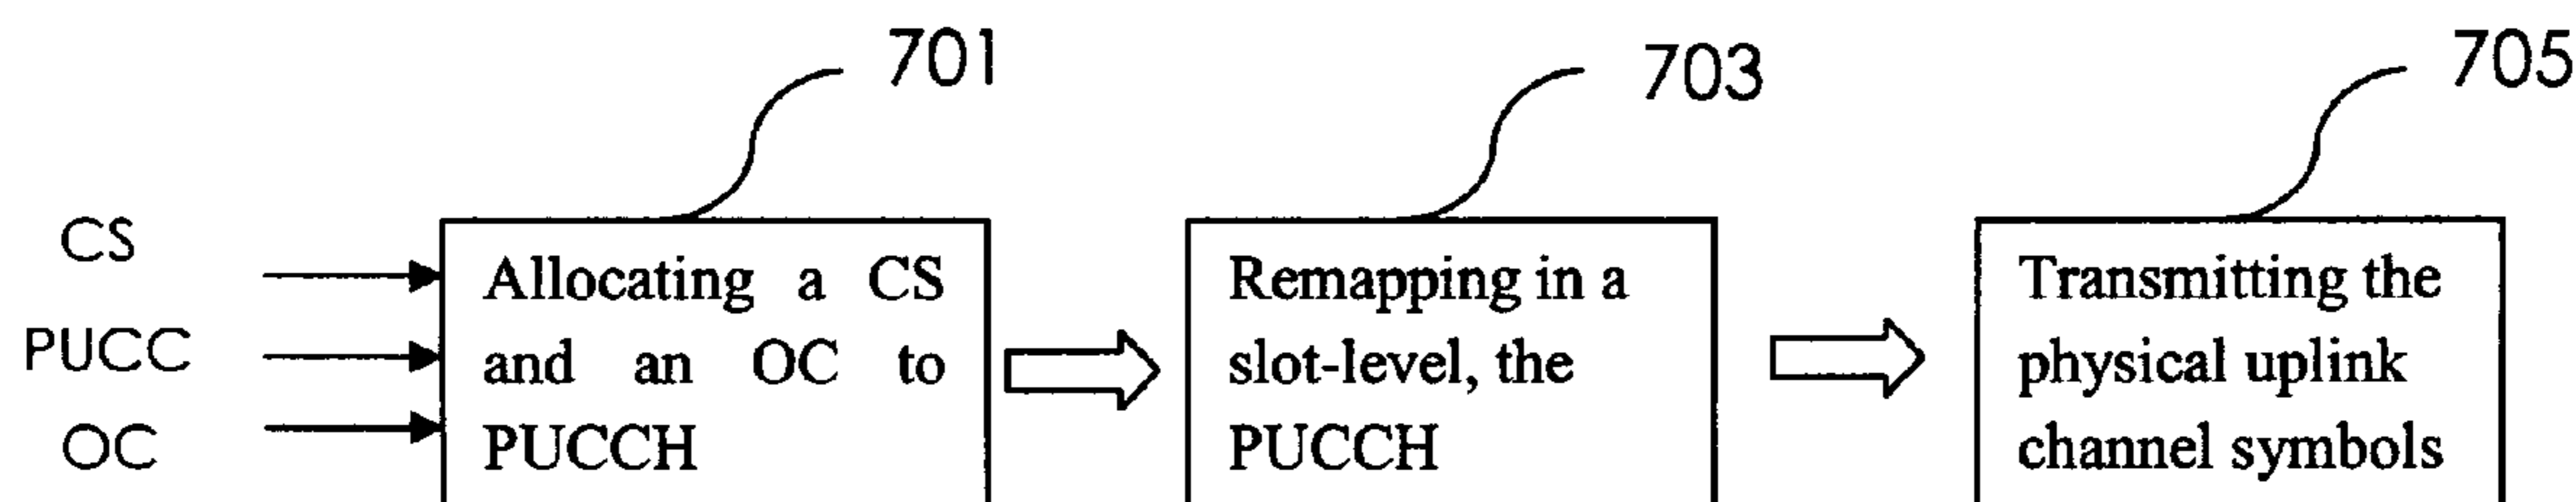 701
703
705
CS
PUCC
OC
Allocating a CS
and an OC to
PUCCH
Remapping in a
slot-level, the
PUCCH
Transmitting the
physical uplink
channel symbols